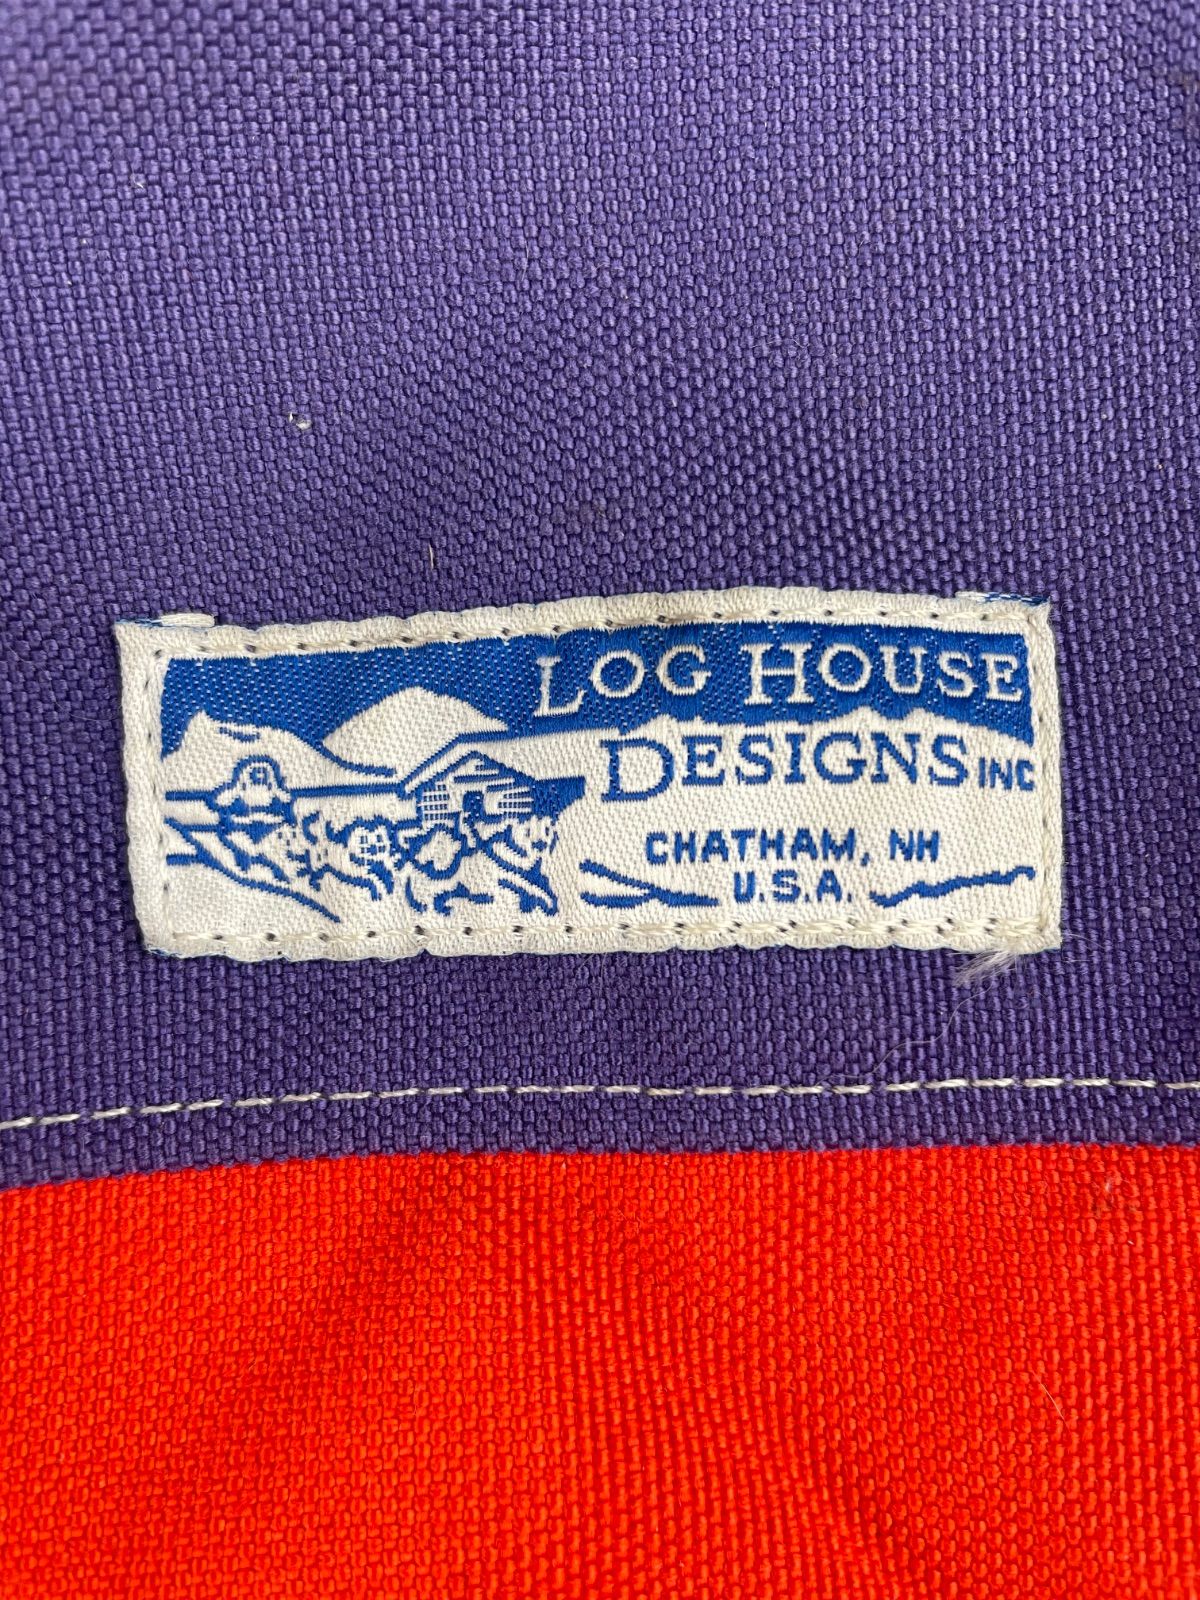 LOG HOUSE
DESIGNS INC
CHATHAM, NH
U.S.A.